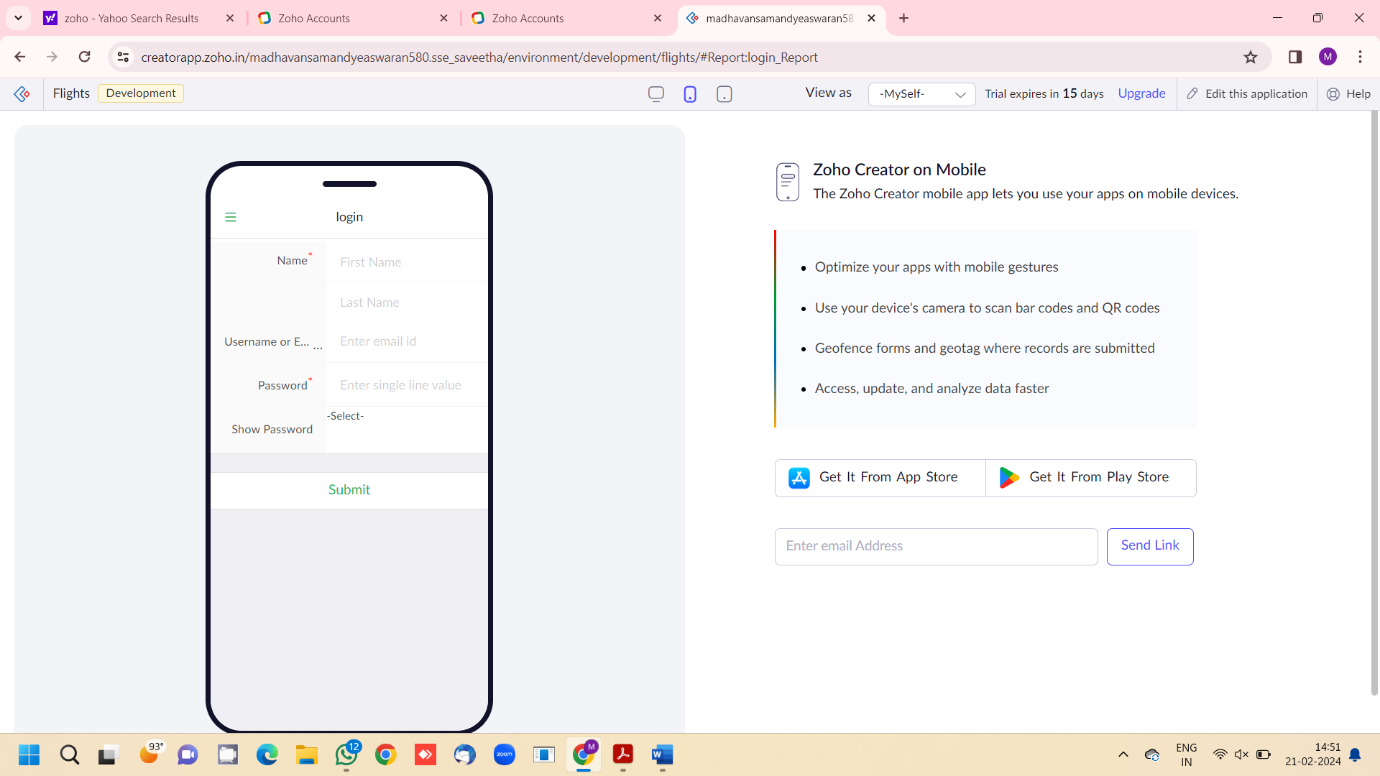 zoho - Yahoo Search Results
Zoho Accounts
Zoho Accounts
madhavansamandyeaswaran58
creatorapp.zoho.in/madhavansamandyeaswaran580.sse_saveetha/environment/development/flights/#Report:login_Report
M
Flights
Development
View as
-MySelf-
Trial expires in 15 days
Upgrade
Edit this application
Help
login
Name*
First Name
Last Name
Username or E... ...
Enter email id
Password*
Enter single line value
Show Password
-Select-
Submit
Zoho Creator on Mobile
The Zoho Creator mobile app lets you use your apps on mobile devices.
• Optimize your apps with mobile gestures
• Use your device's camera to scan bar codes and QR codes
• Geofence forms and geotag where records are submitted
• Access, update, and analyze data faster
Get It From App Store
Get It From Play Store
Enter email Address
Send Link
93°
12
zoom
M
W
ENG
IN
14:51
21-02-2024